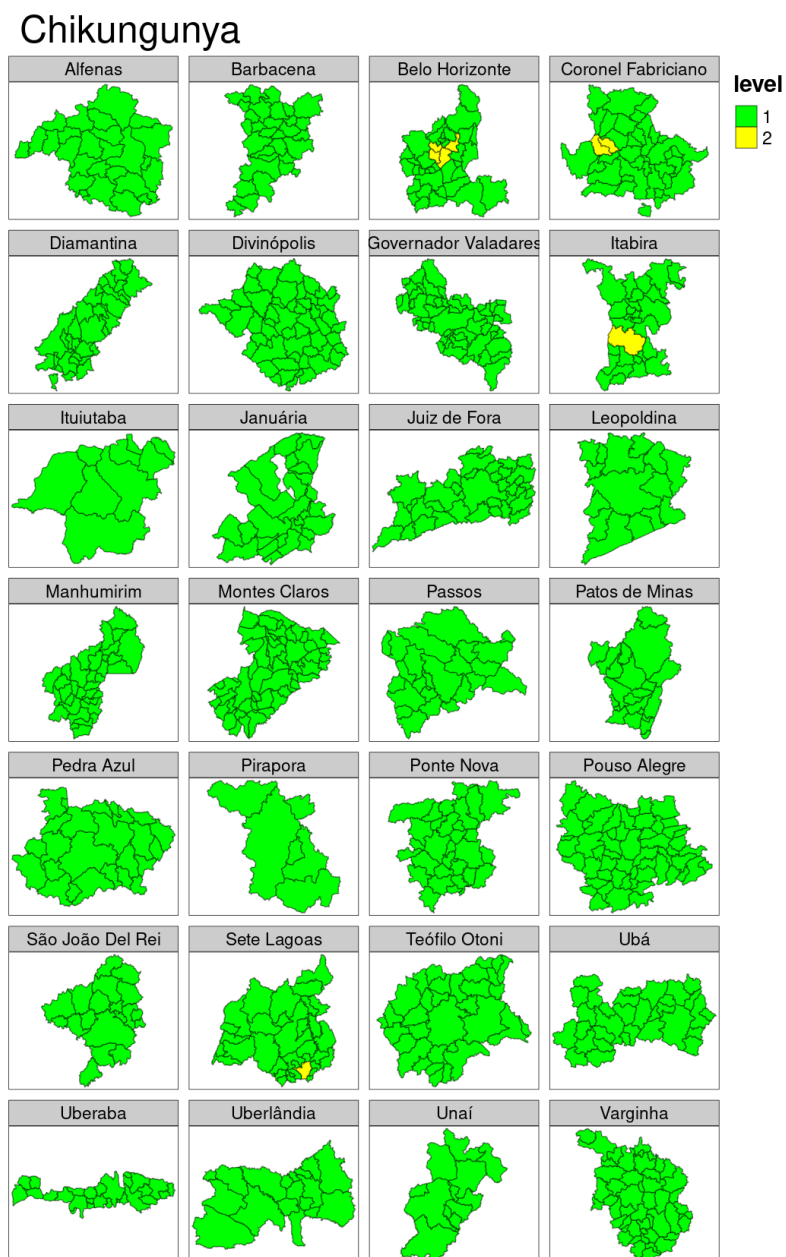 Chikungunya
Alfenas
Barbacena
Belo Horizonte
Coronel Fabriciano
level
1
2
Diamantina
Divinópolis
Governador Valadares
Itabira
Ituiutaba
Januária
Juiz de Fora
Leopoldina
Manhumirim
Montes Claros
Passos
Patos de Minas
Pedra Azul
Pirapora
Ponte Nova
Pouso Alegre
São João Del Rei
Sete Lagoas
Teófilo Otoni
Ubá
Uberaba
Uberlândia
Unaí
Varginha